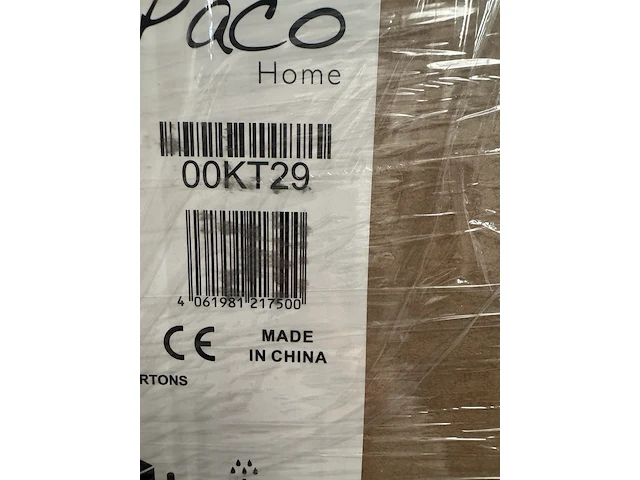 Paco
Home
00KT29
4 061981 217500
CE
MADE
IN CHINA
RTONS